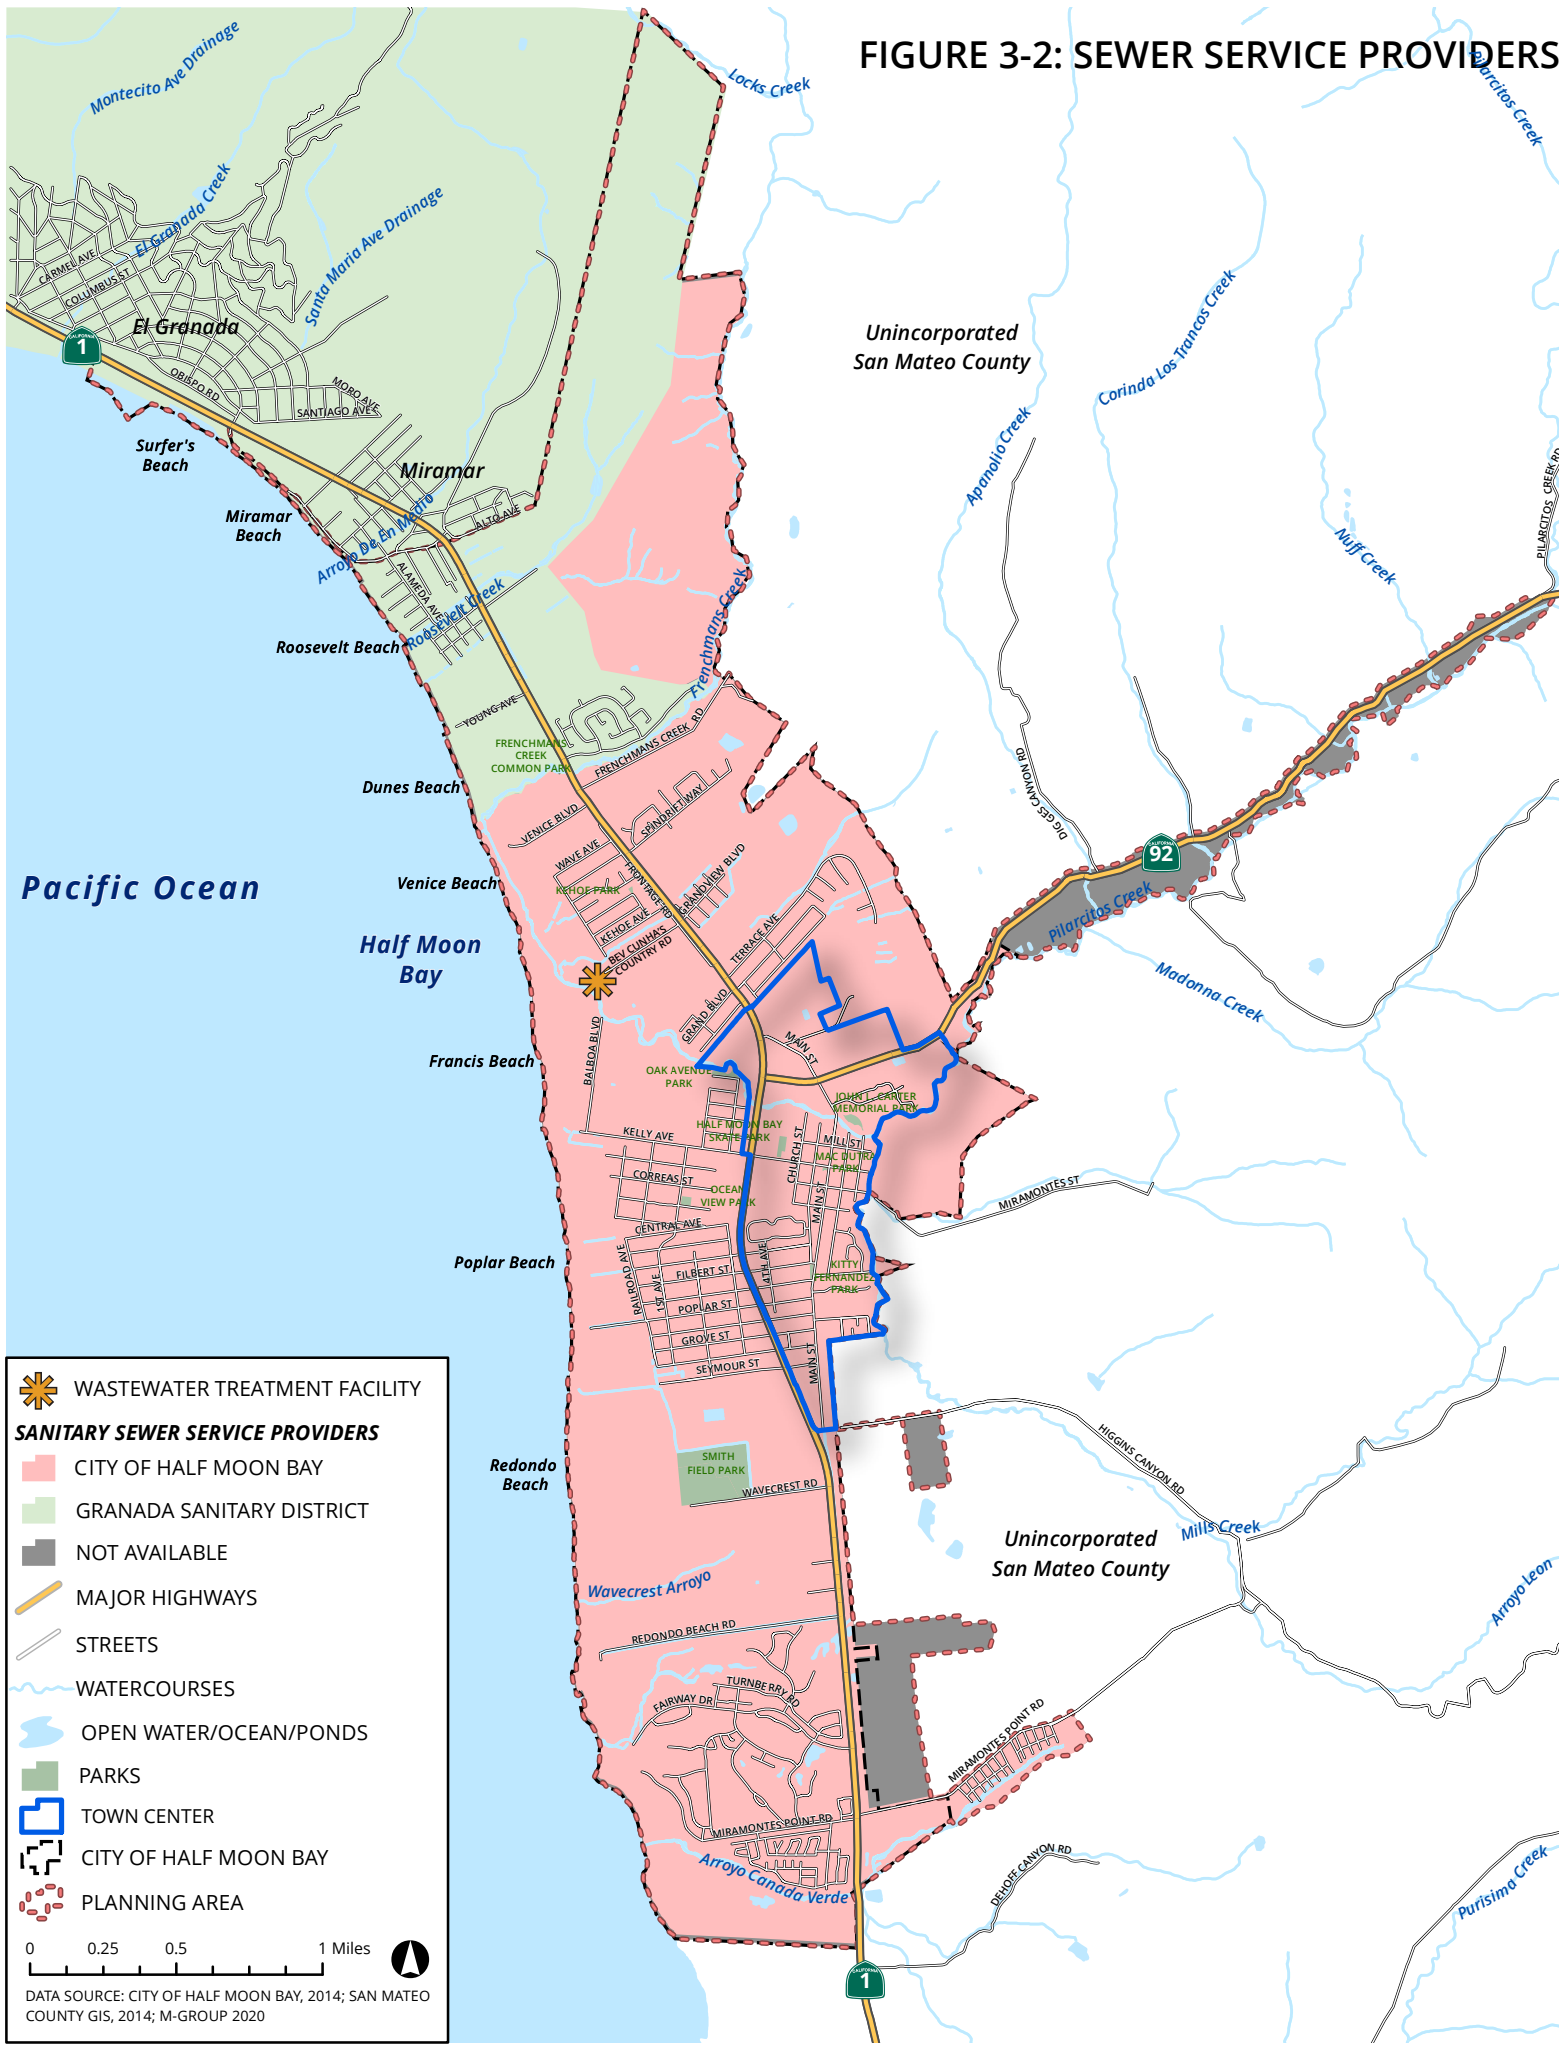 FIGURE 3-2: SEWER SERVICE PROVIDERS
Montecito Ave Drainage
Locks Creek
Pilarcitos Creek
El Granada Creek
Santa Maria Ave Drainage
CARMEL AVE
COLUMBUS ST
El Granada
CALIFORNIA
1
OBISPO RD
MORO AVE
SANTIAGO AVE
Unincorporated
San Mateo County
Corinda Los Trancos Creek
Apanolio Creek
Nuff Creek
PILARCITOS CREEK RD
Surfer's
Beach
Miramar
Miramar
Beach
ALTO AVE
Arroyo De En Medio
ALAMEDA AVE
Roosevelt Creek
Roosevelt Beach
Frenchmans Creek
YOUNG AVE
FRENCHMANS
CREEK
COMMON PARK
FRENCHMANS CREEK RD
Dunes Beach
VENICE BLVD
SPINDRIFT WAY
DIGGES CANYON RD
CALIFORNIA
92
WAVE AVE
FRONTAGE RD
GRANDVIEW BLVD
Pacific Ocean
Venice Beach
KEHOE PARK
KEHOE AVE
BEV CUNHA'S
COUNTRY RD
TERRACE AVE
Pilarcitos Creek
Half Moon
Bay
Madonna Creek
GRAND BLVD
BALBOA BLVD
MAIN ST
Francis Beach
OAK AVENUE
PARK
JOHN L. CARTER
MEMORIAL PARK
HALF MOON BAY
SKATE PARK
KELLY AVE
CHURCH ST
MILL ST
MAC DUTRA
PARK
CORREAS ST
OCEAN
VIEW PARK
MAIN ST
MIRAMONTES ST
CENTRAL AVE
Poplar Beach
RAILROAD AVE
1ST AVE
FILBERT ST
4TH AVE
KITTY
FERNANDEZ
PARK
POPLAR ST
GROVE ST
SEYMOUR ST
MAIN ST
HIGGINS CANYON RD
Redondo
Beach
SMITH
FIELD PARK
WAVECREST RD
Mills Creek
Unincorporated
San Mateo County
Arroyo Leon
Wavecrest Arroyo
REDONDO BEACH RD
TURNBERRY RD
FAIRWAY DR
MIRAMONTES POINT RD
MIRAMONTES POINT RD
Arroyo Canada Verde
DEHOFF CANYON RD
Purisima Creek
CALIFORNIA
1
WASTEWATER TREATMENT FACILITY
SANITARY SEWER SERVICE PROVIDERS
CITY OF HALF MOON BAY
GRANADA SANITARY DISTRICT
NOT AVAILABLE
MAJOR HIGHWAYS
STREETS
WATERCOURSES
OPEN WATER/OCEAN/PONDS
PARKS
TOWN CENTER
CITY OF HALF MOON BAY
PLANNING AREA
0 0.25 0.5 1 Miles
DATA SOURCE: CITY OF HALF MOON BAY, 2014; SAN MATEO
COUNTY GIS, 2014; M-GROUP 2020